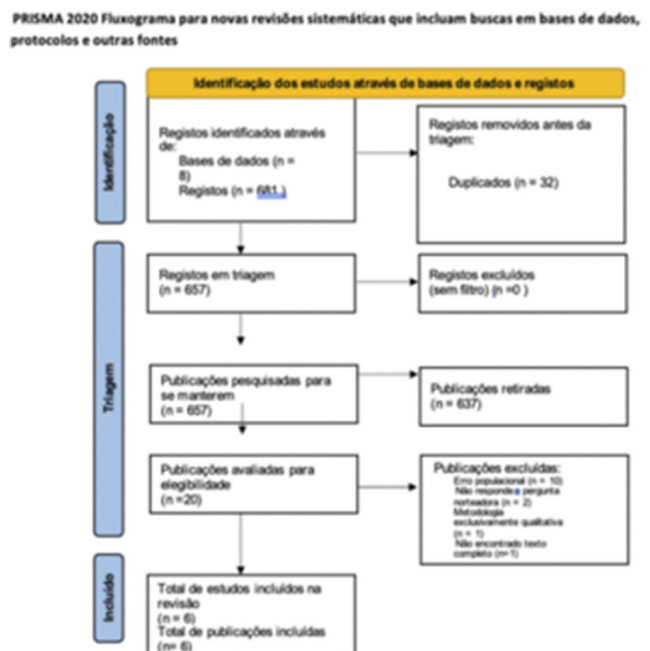 PRISMA 2020 Fluxograma para novas revisões sistemáticas que incluam buscas em bases de dados,
protocolos e outras fontes
Identificação dos estudos através de bases de dados e registos
Identificação
Registos identificados através
de:
Bases de dados (n =
8)
Registos (n = 681 )
Registos removidos antes da
triagem:
Duplicados (n = 32)
Triagem
Registos em triagem
(n = 657)
Registos excluídos
(sem filtro) (n =0 )
Publicações pesquisadas para
se manterem
(n = 657)
Publicações retiradas
(n = 637)
Publicações avaliadas para
elegibilidade
(n =20)
Publicações excluídas:
Erro populacional (n = 10)
Não responde a pergunta
norteadora (n = 2)
Metodologia
exclusivamente qualitativa
(n = 1)
Não encontrado texto
completo (n= 1)
Incluído
Total de estudos incluídos na
revisão
(n = 6)
Total de publicações incluídas
(n= 6)